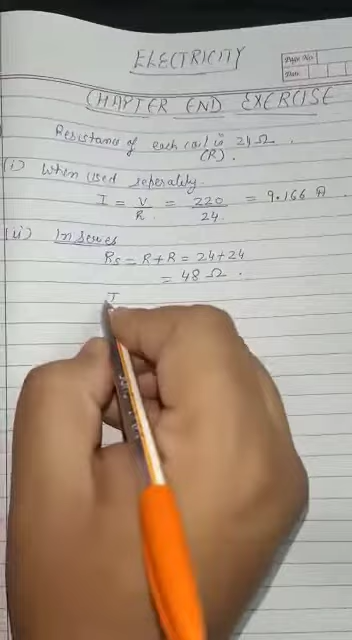 ELECTRICITY
Page No.
Date
CHAPTER END EXERCISE
Resistance of each coil is 24 Ω.
(R).
(i) When used seperately.
I = V/R = 220/24 = 9.166 A
(ii) In series
Rs = R + R = 24 + 24
= 48 Ω.
I